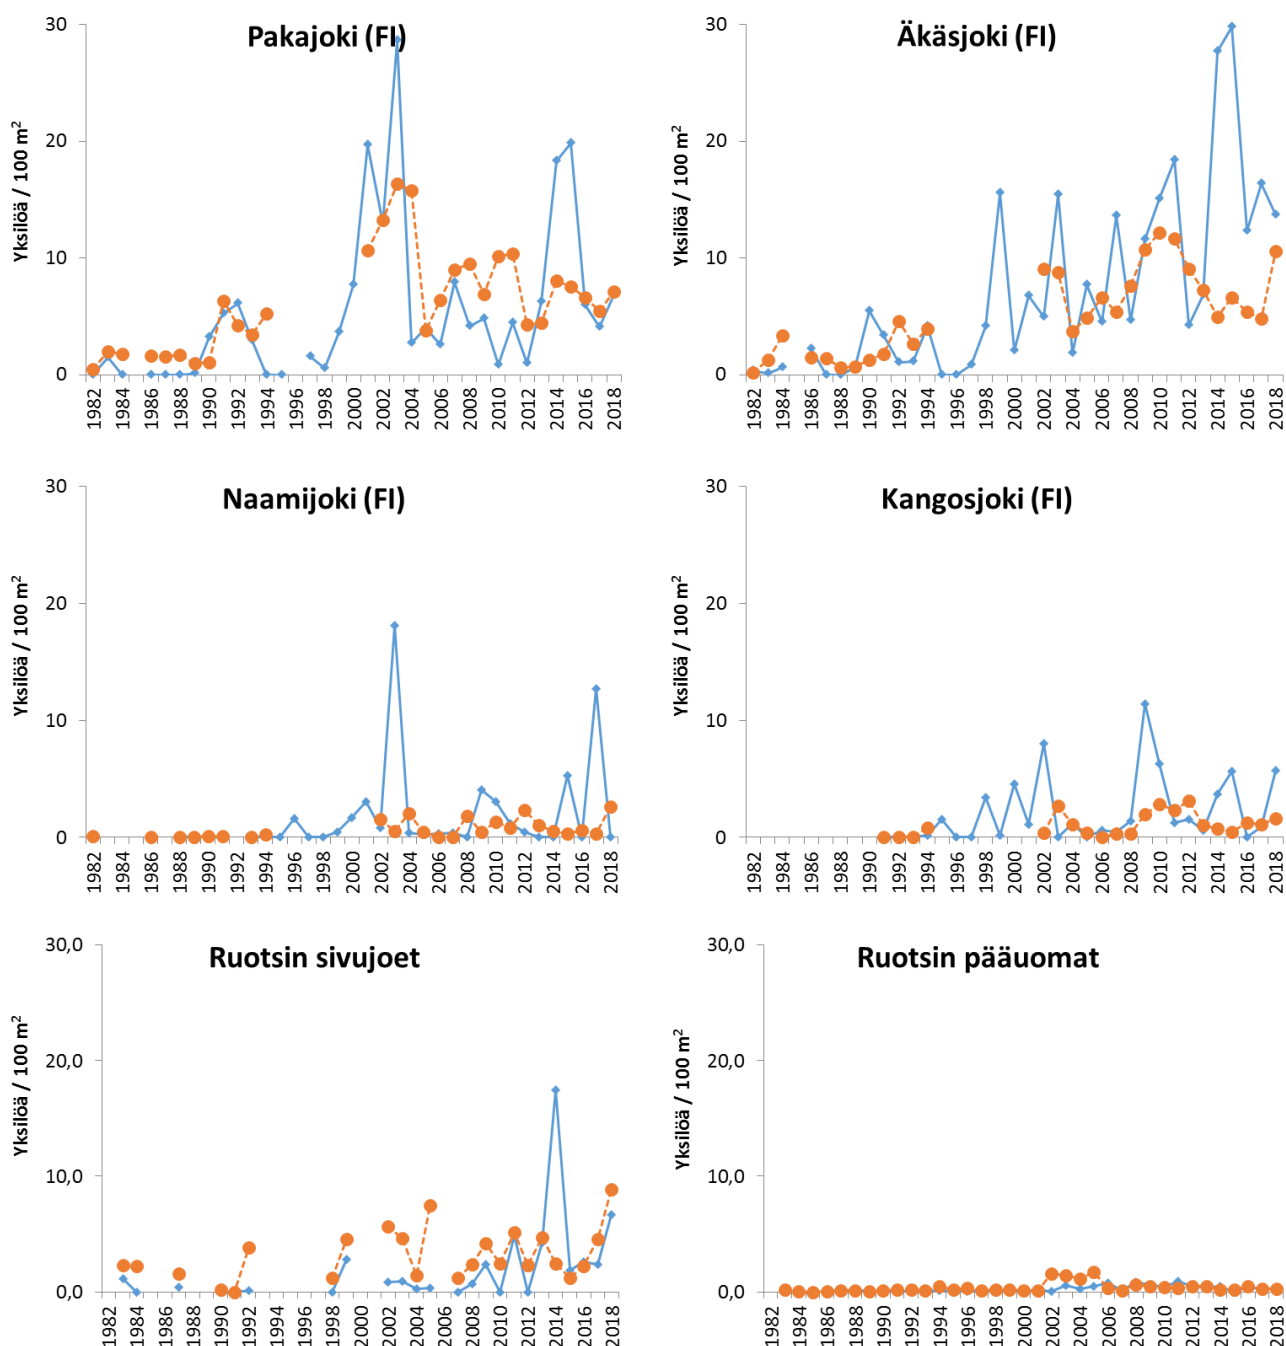 Pakajoki (FI)
Yksilöä / 100 m²
30
20
10
0
1982 1984 1986 1988 1990 1992 1994 1996 1998 2000 2002 2004 2006 2008 2010 2012 2014 2016 2018
Äkäsjoki (FI)
Yksilöä / 100 m²
30
20
10
0
1982 1984 1986 1988 1990 1992 1994 1996 1998 2000 2002 2004 2006 2008 2010 2012 2014 2016 2018
Naamijoki (FI)
Yksilöä / 100 m²
30
20
10
0
1982 1984 1986 1988 1990 1992 1994 1996 1998 2000 2002 2004 2006 2008 2010 2012 2014 2016 2018
Kangosjoki (FI)
Yksilöä / 100 m²
30
20
10
0
1982 1984 1986 1988 1990 1992 1994 1996 1998 2000 2002 2004 2006 2008 2010 2012 2014 2016 2018
Ruotsin sivujoet
Yksilöä / 100 m²
30,0
20,0
10,0
0,0
1982 1984 1986 1988 1990 1992 1994 1996 1998 2000 2002 2004 2006 2008 2010 2012 2014 2016 2018
Ruotsin pääuomat
Yksilöä / 100 m²
30,0
20,0
10,0
0,0
1982 1984 1986 1988 1990 1992 1994 1996 1998 2000 2002 2004 2006 2008 2010 2012 2014 2016 2018